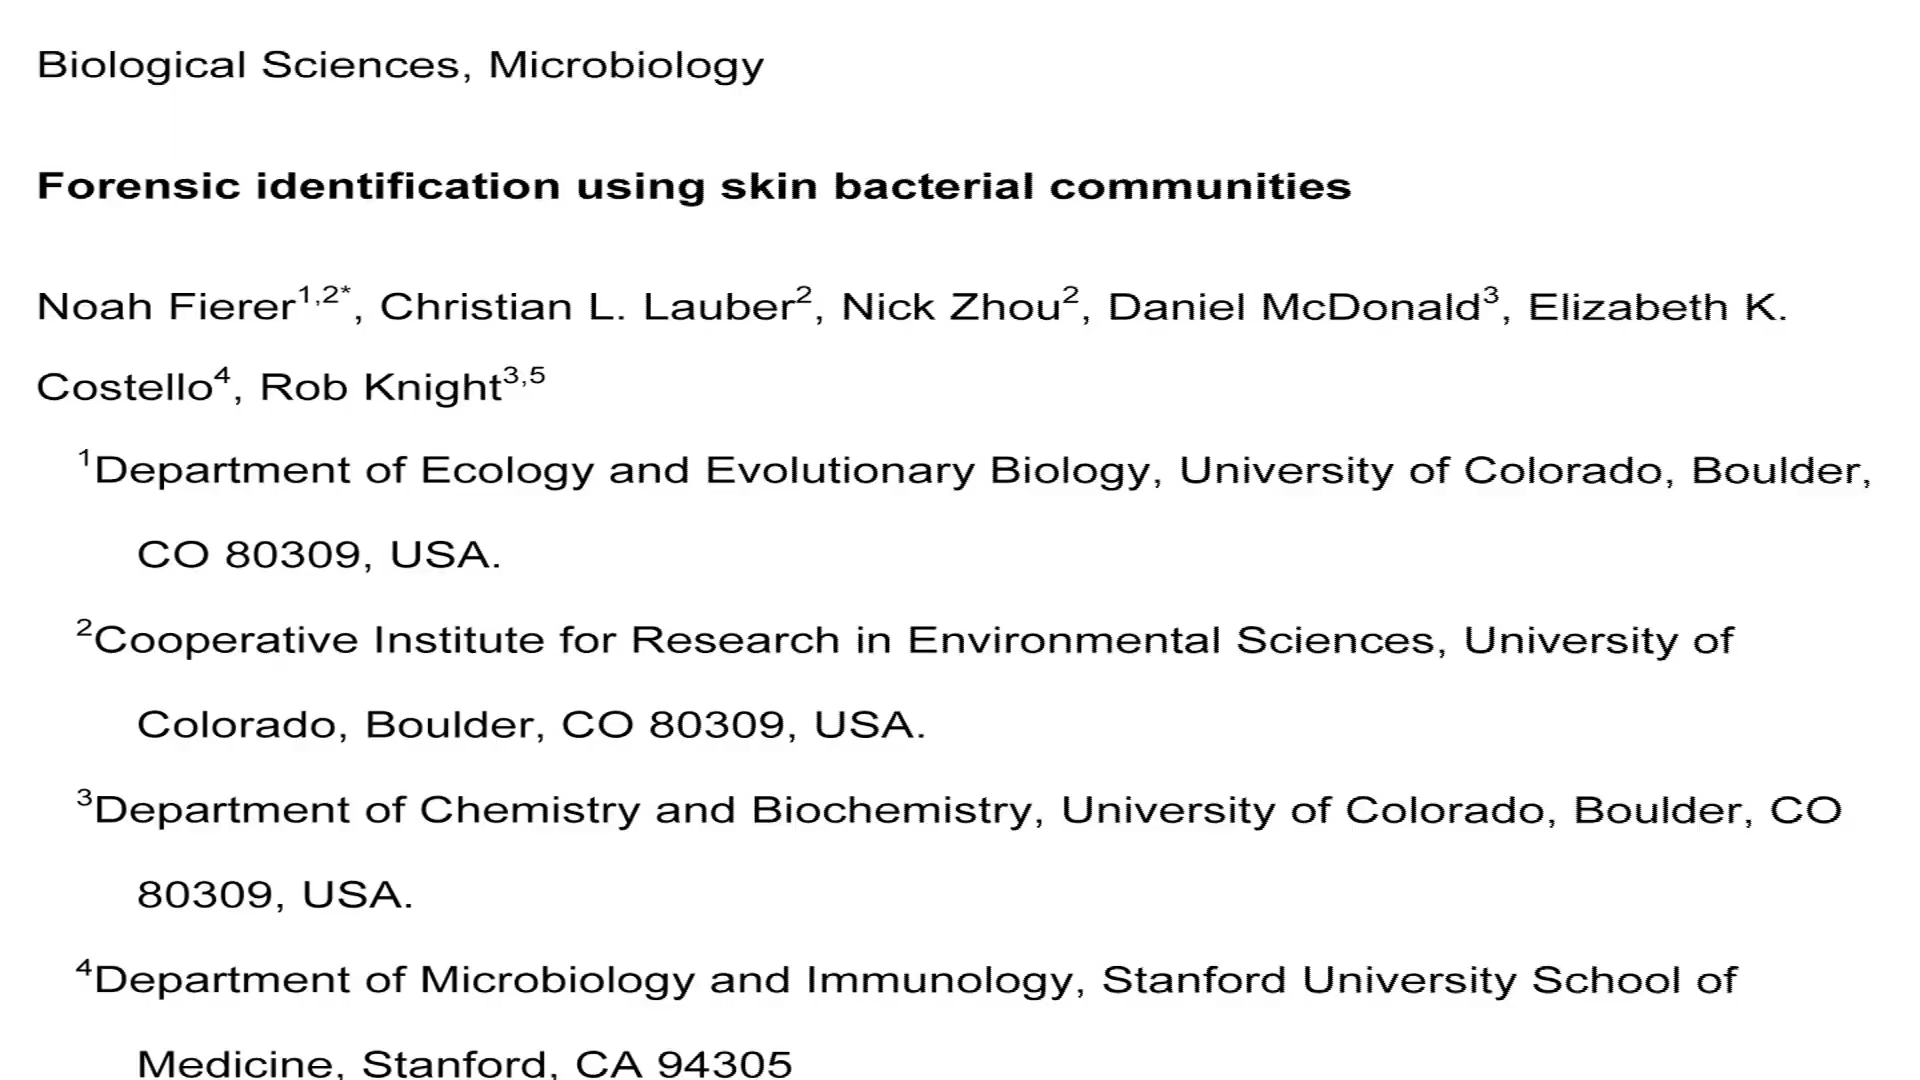 Biological Sciences, Microbiology
Forensic identification using skin bacterial communities
Noah Fierer1,2*, Christian L. Lauber2, Nick Zhou2, Daniel McDonald3, Elizabeth K.
Costello4, Rob Knight3,5
1Department of Ecology and Evolutionary Biology, University of Colorado, Boulder,
CO 80309, USA.
2Cooperative Institute for Research in Environmental Sciences, University of
Colorado, Boulder, CO 80309, USA.
3Department of Chemistry and Biochemistry, University of Colorado, Boulder, CO
80309, USA.
4Department of Microbiology and Immunology, Stanford University School of
Medicine, Stanford, CA 94305